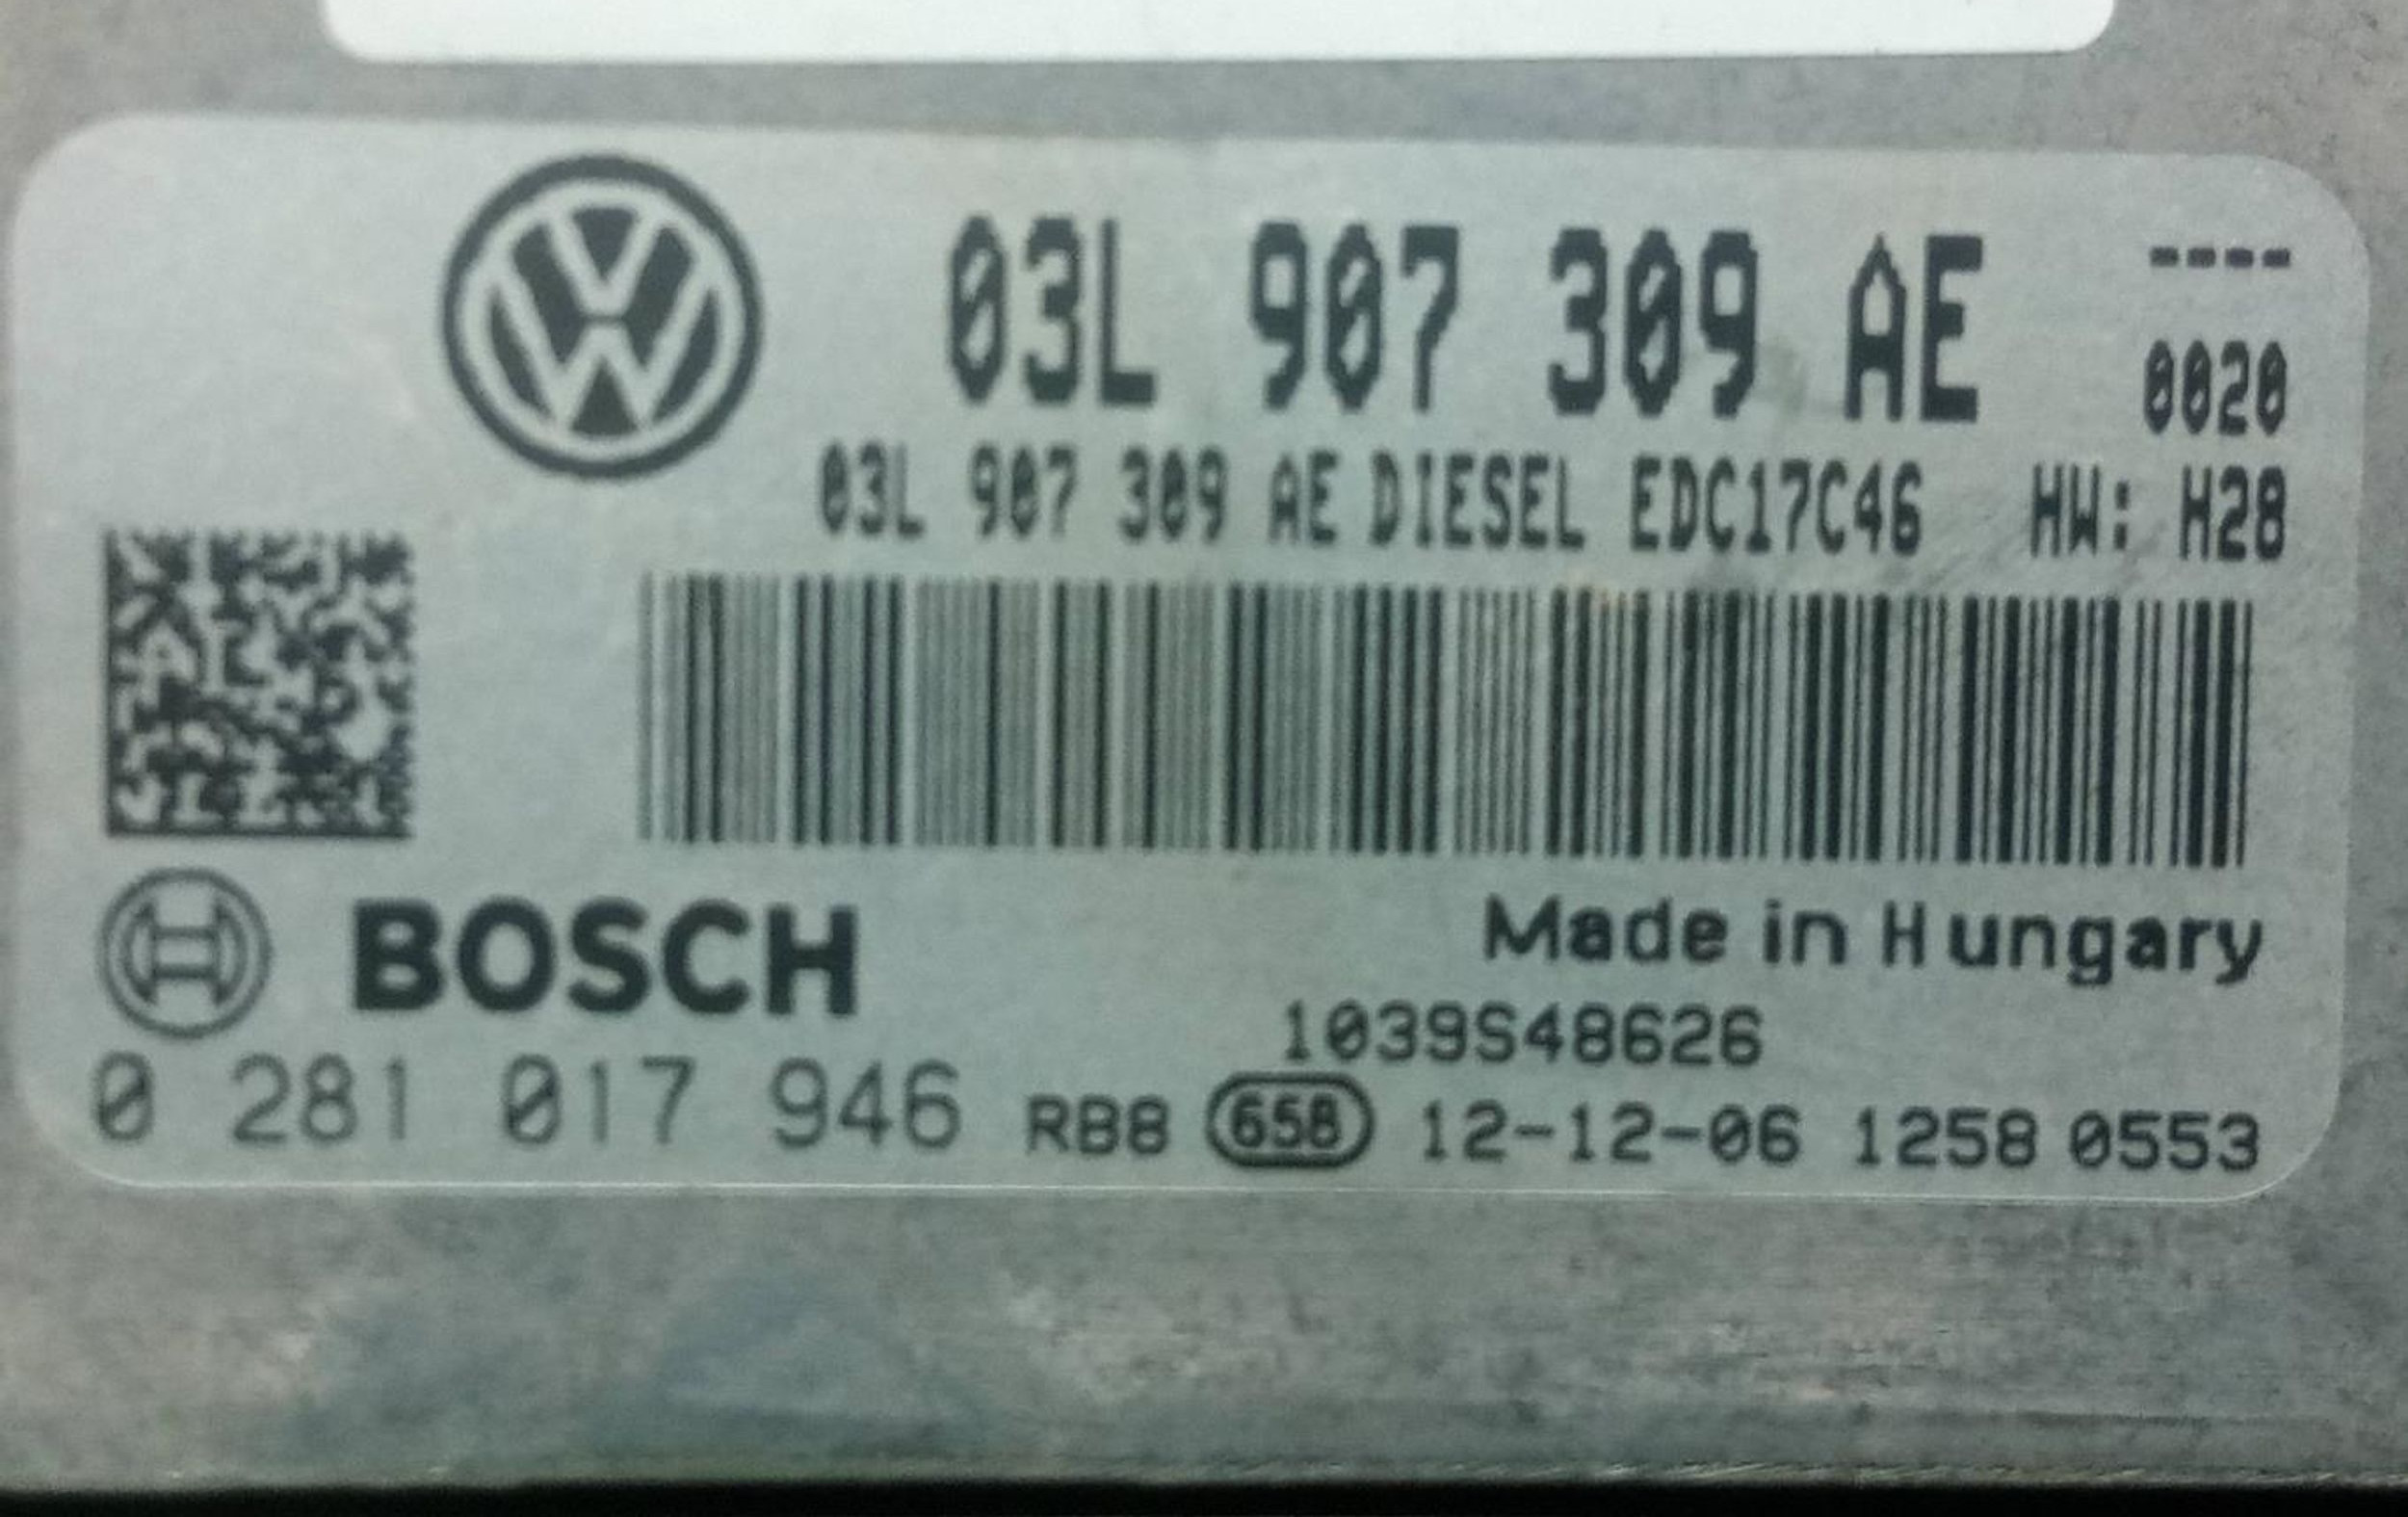 03L 907 309 AE ----
0020
03L 907 309 AE DIESEL EDC17C46 HW: H28
BOSCH
Made in Hungary
1039S48626
0 281 017 946 RB8 658 12-12-06 1258 0553